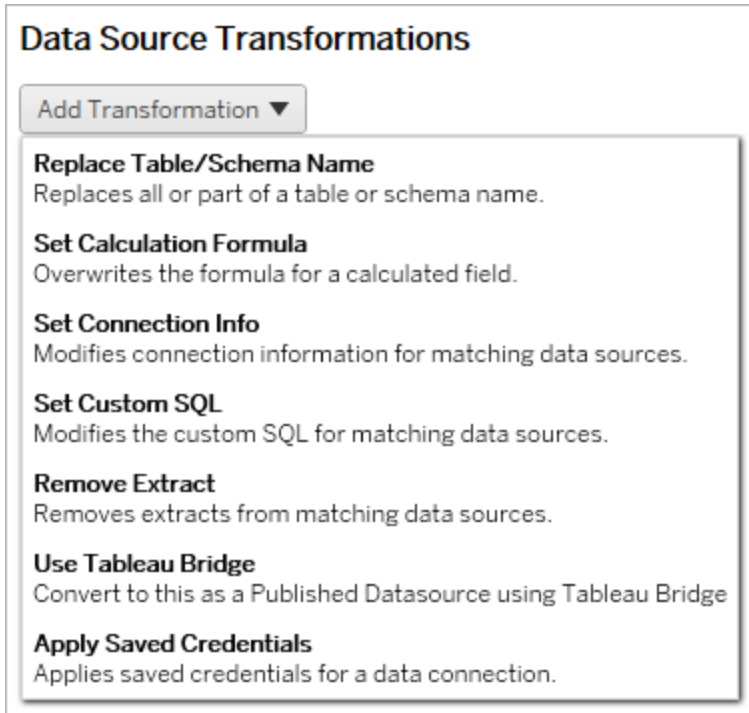 Data Source Transformations
Add Transformation ▼
Replace Table/Schema Name
Replaces all or part of a table or schema name.
Set Calculation Formula
Overwrites the formula for a calculated field.
Set Connection Info
Modifies connection information for matching data sources.
Set Custom SQL
Modifies the custom SQL for matching data sources.
Remove Extract
Removes extracts from matching data sources.
Use Tableau Bridge
Convert to this as a Published Datasource using Tableau Bridge
Apply Saved Credentials
Applies saved credentials for a data connection.